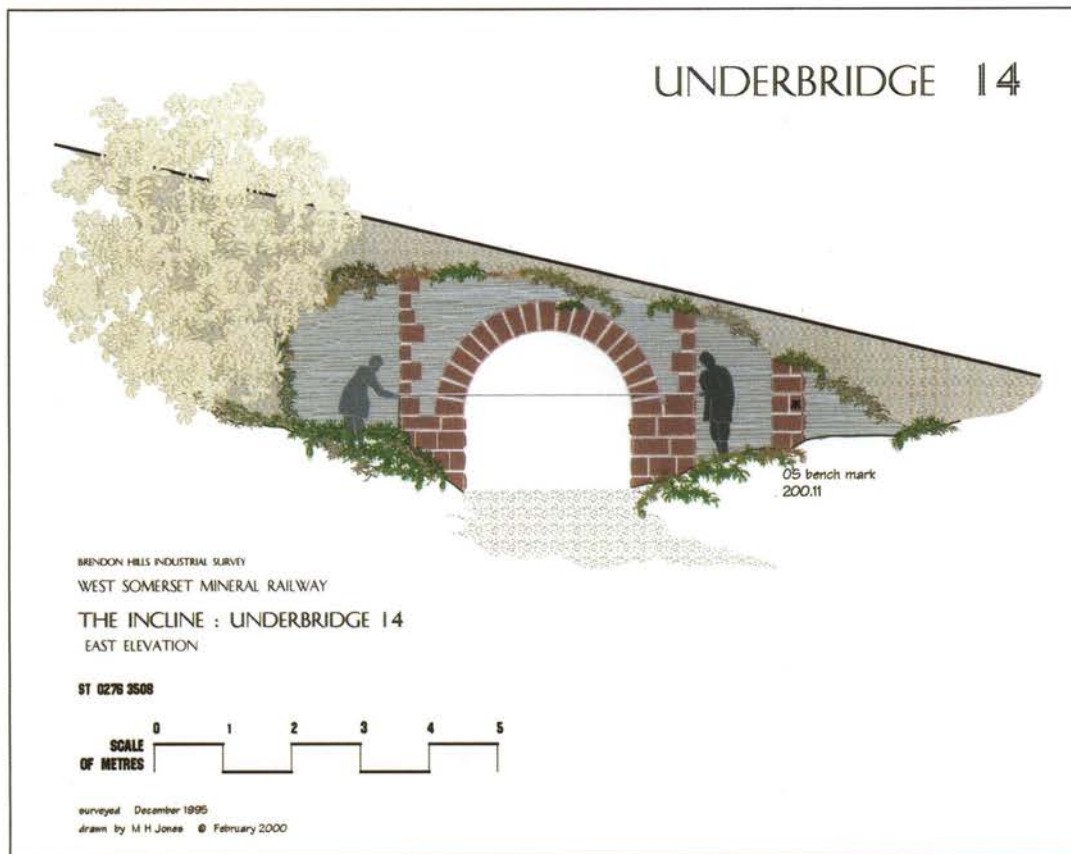 UNDERBRIDGE 14
OS bench mark
200.11
BRENDON HILLS INDUSTRIAL SURVEY
WEST SOMERSET MINERAL RAILWAY
THE INCLINE : UNDERBRIDGE 14
EAST ELEVATION
ST 0276 3508
0 1 2 3 4 5
SCALE
OF METRES
surveyed December 1995
drawn by M H Jones © February 2000